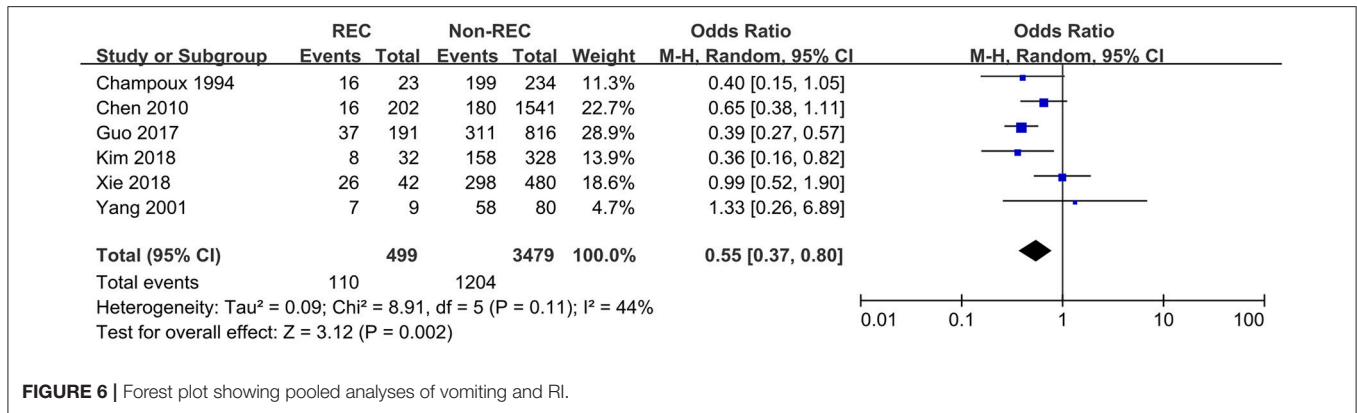 REC Non-REC Odds Ratio Odds Ratio
Study or Subgroup Events Total Events Total Weight M-H, Random, 95% CI M-H, Random, 95% CI
Champoux 1994 16 23 199 234 11.3% 0.40 [0.15, 1.05]
Chen 2010 16 202 180 1541 22.7% 0.65 [0.38, 1.11]
Guo 2017 37 191 311 816 28.9% 0.39 [0.27, 0.57]
Kim 2018 8 32 158 328 13.9% 0.36 [0.16, 0.82]
Xie 2018 26 42 298 480 18.6% 0.99 [0.52, 1.90]
Yang 2001 7 9 58 80 4.7% 1.33 [0.26, 6.89]
Total (95% CI) 499 3479 100.0% 0.55 [0.37, 0.80]
Total events 110 1204
Heterogeneity: Tau² = 0.09; Chi² = 8.91, df = 5 (P = 0.11); I² = 44%
Test for overall effect: Z = 3.12 (P = 0.002)
0.01 0.1 1 10 100
FIGURE 6 | Forest plot showing pooled analyses of vomiting and RI.